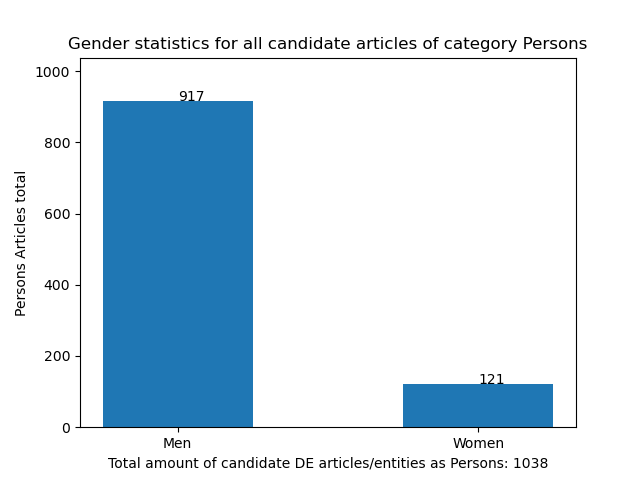 Gender statistics for all candidate articles of category Persons
1000
917
800
600
400
200
121
0
Persons Articles total
Men
Women
Total amount of candidate DE articles/entities as Persons: 1038